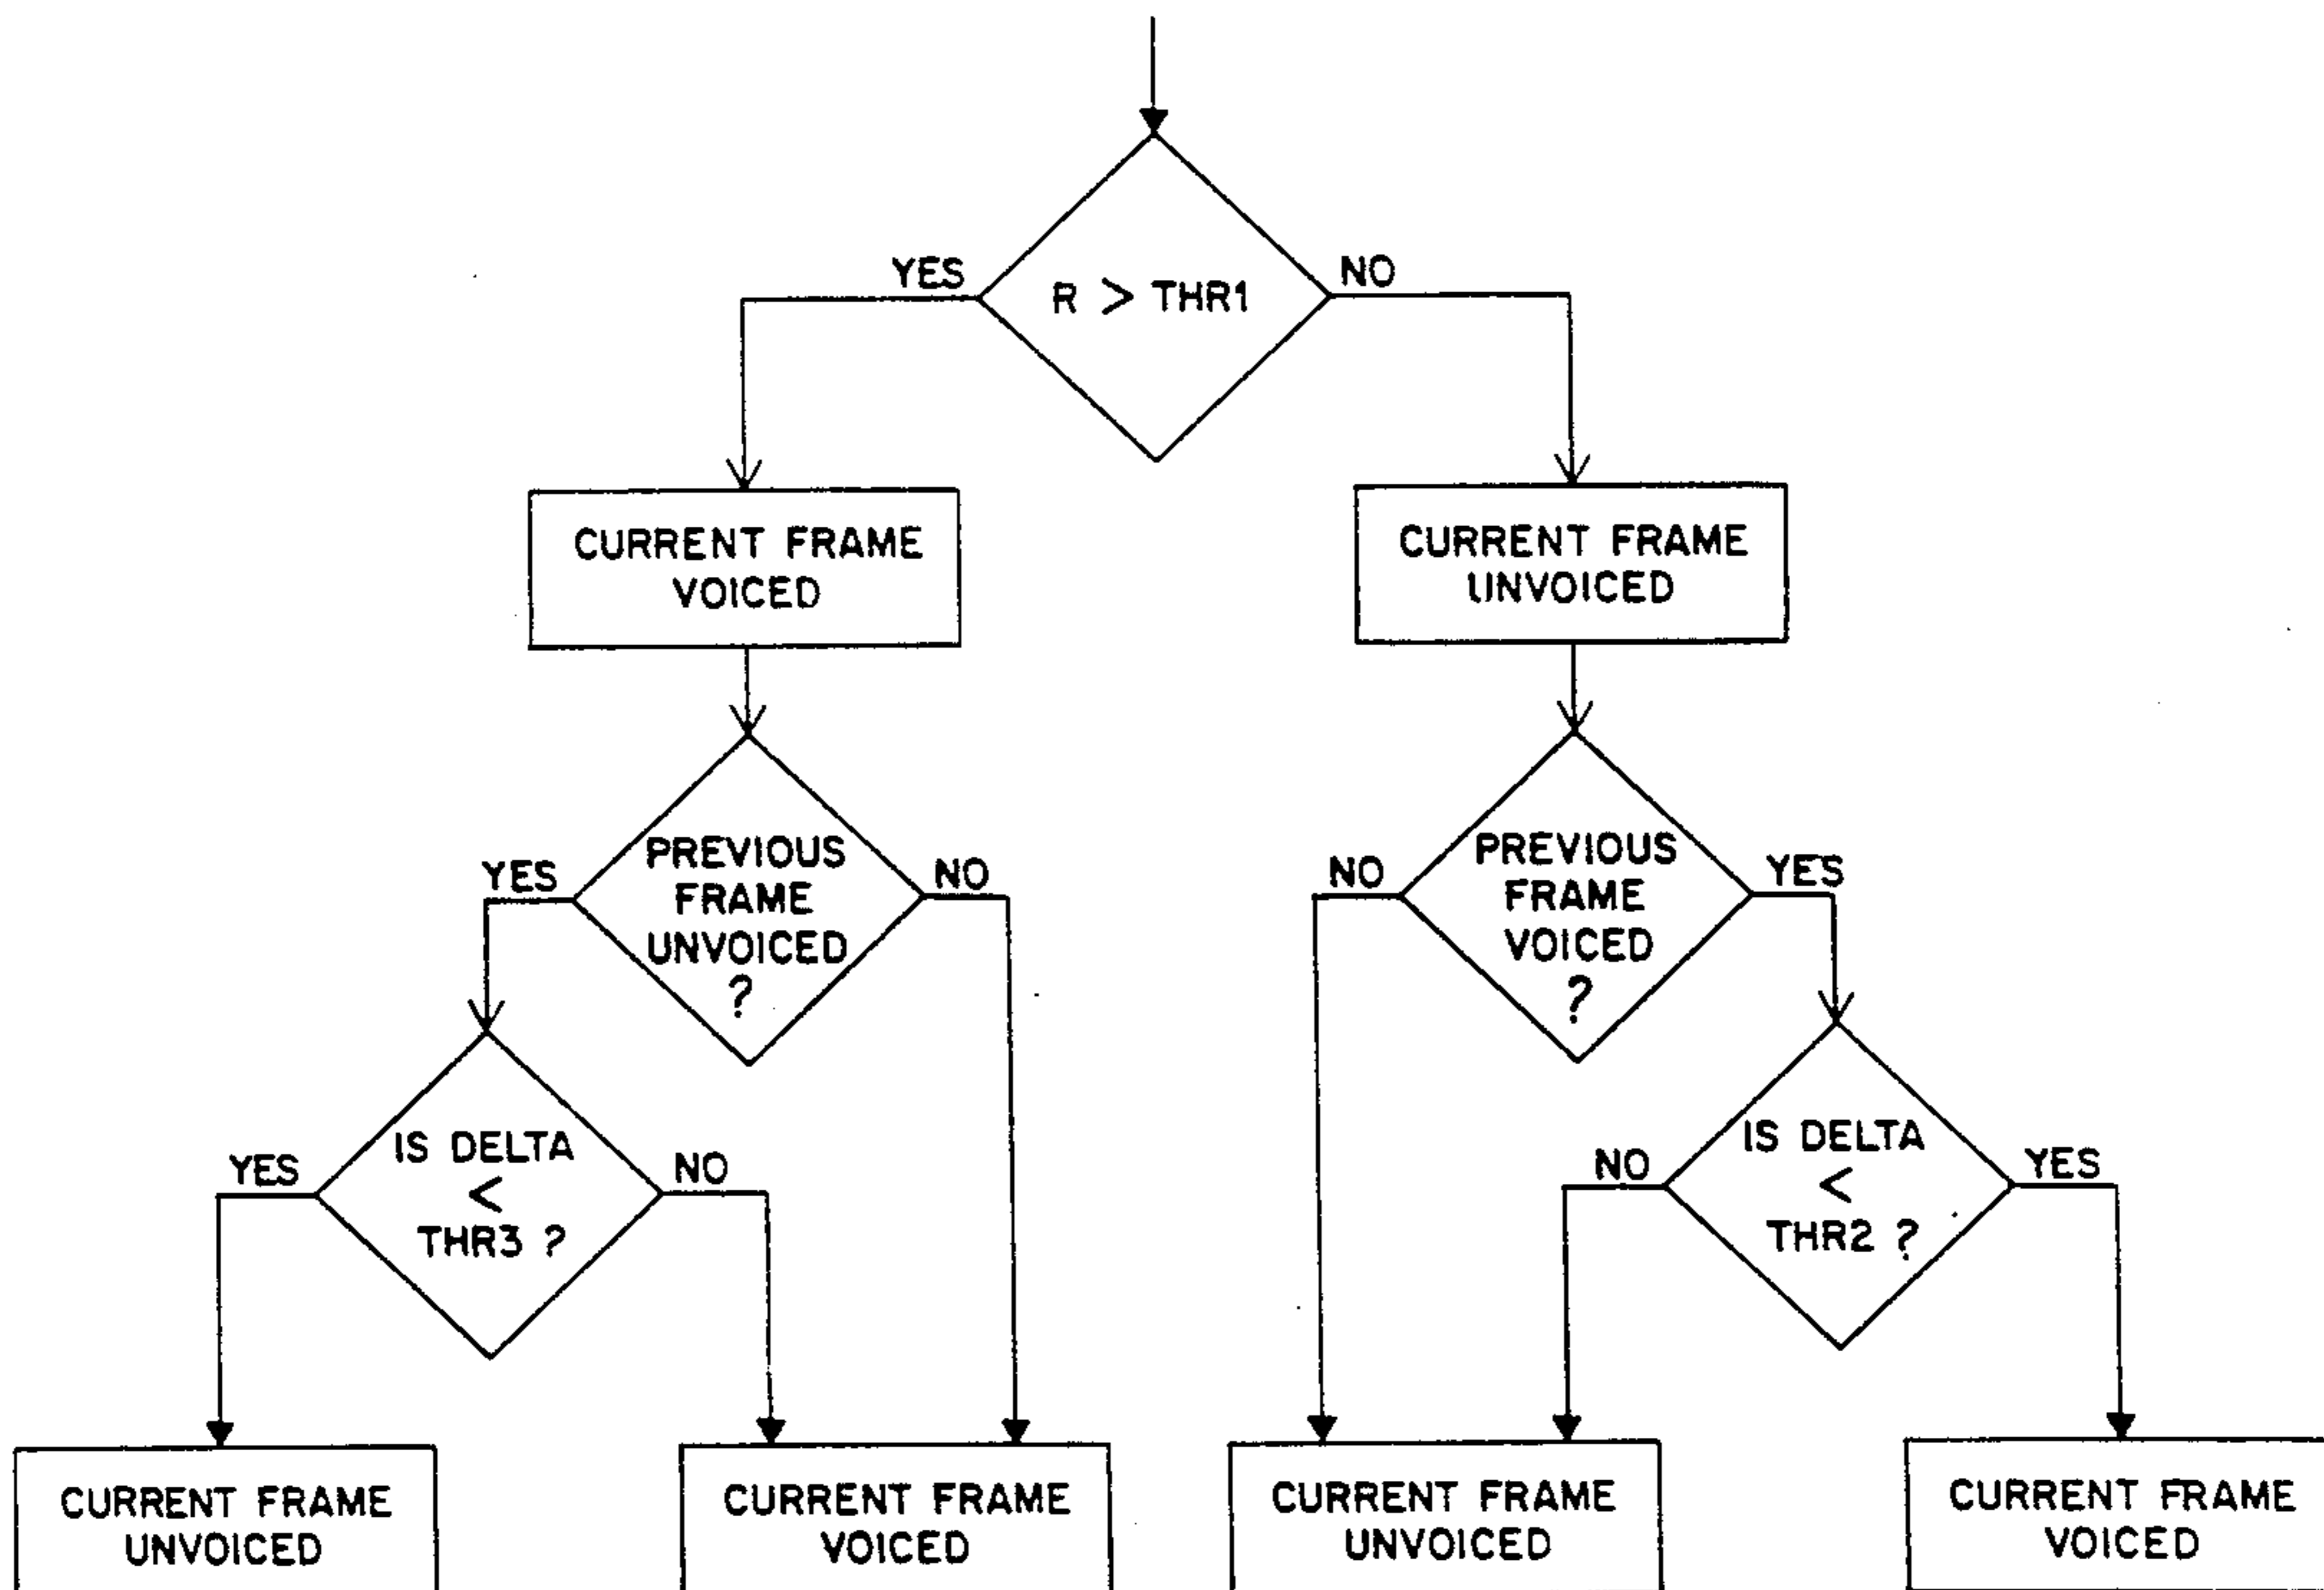 YES
R > THR1
NO
CURRENT FRAME
VOICED
CURRENT FRAME
UNVOICED
YES
PREVIOUS
FRAME
UNVOICED
?
NO
NO
PREVIOUS
FRAME
VOICED
?
YES
YES
IS DELTA
<
THR3 ?
NO
NO
IS DELTA
<
THR2 ?
YES
CURRENT FRAME
UNVOICED
CURRENT FRAME
VOICED
CURRENT FRAME
UNVOICED
CURRENT FRAME
VOICED